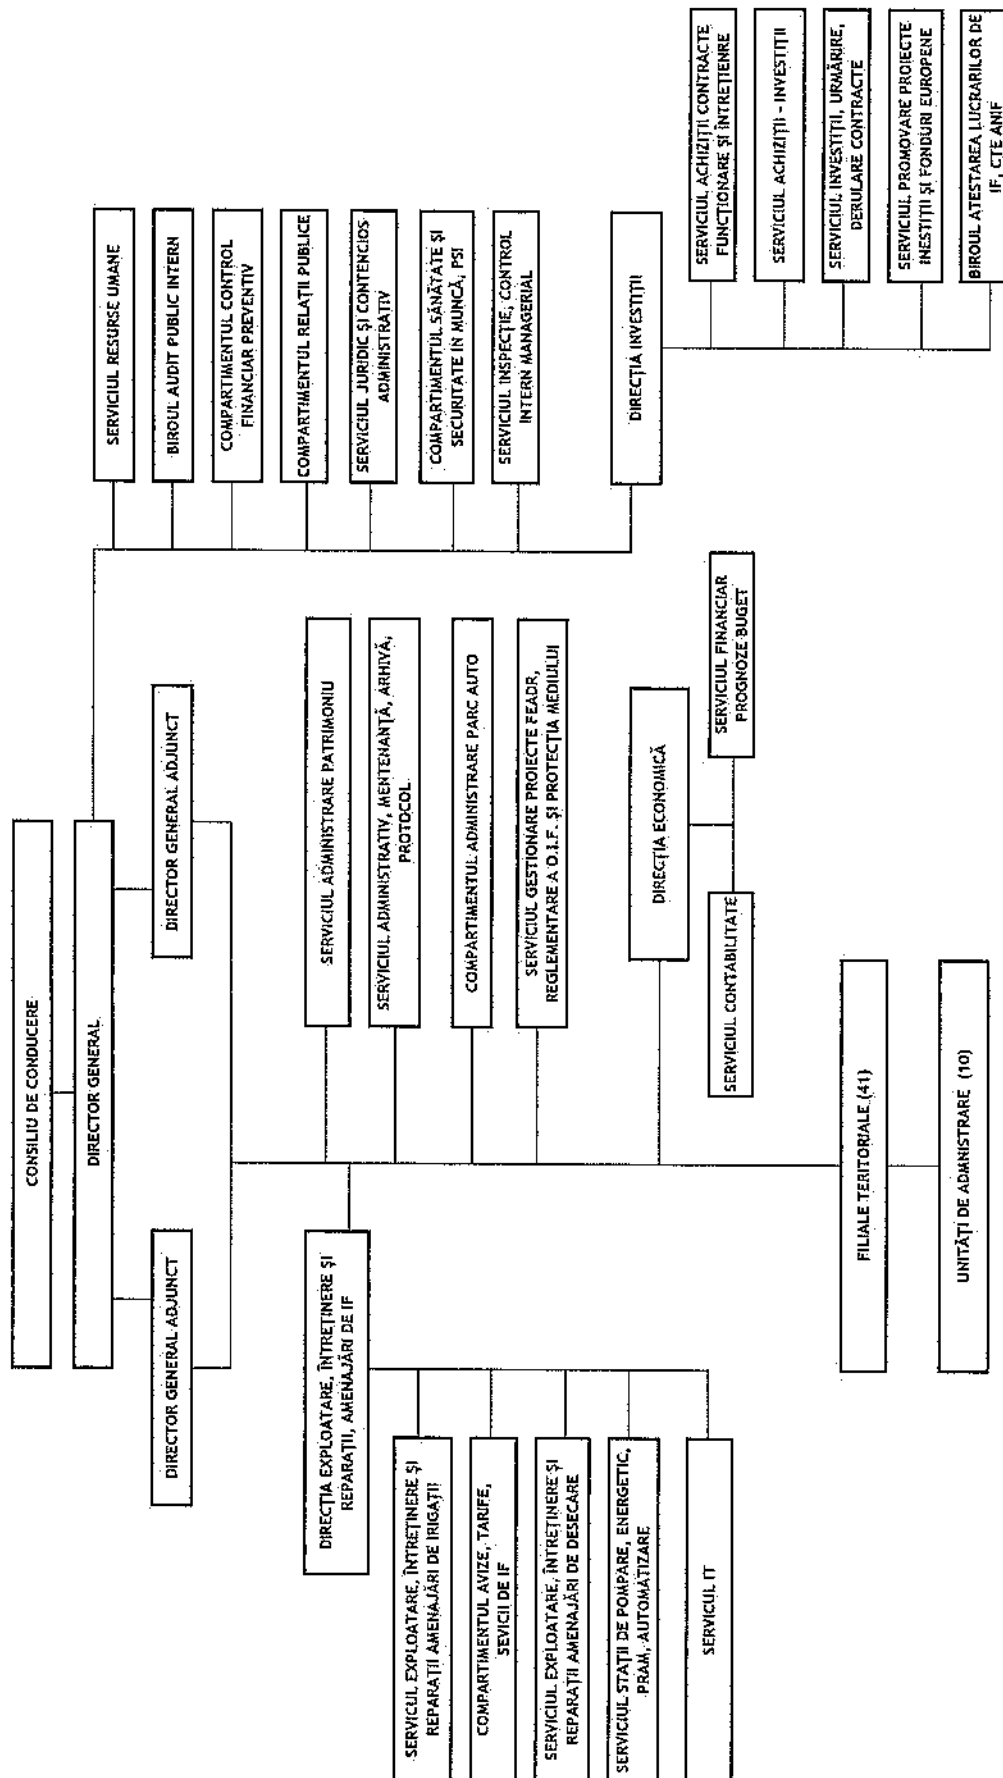 CONSILIU DE CONDUCERE
DIRECTOR GENERAL
DIRECTOR GENERAL ADJUNCT
DIRECTOR GENERAL ADJUNCT
DIRECȚIA EXPLOATARE, ÎNTREȚINERE ȘI
REPARAȚII, AMENAJĂRI DE IF
SERVICUL EXPLOATARE, ÎNTREȚINERE ȘI
REPARAȚII AMENAJĂRI DE IRIGAȚII
COMPARTIMENTUL AVIZE, TARIFE,
SEVICII DE IF
SERVICIUL EXPLOATARE, ÎNTREȚINERE ȘI
REPARAȚII AMENAJĂRI DE DESECARE
SERVICIUL STAȚII DE POMPARE, ENERGETIC,
PRAM, AUTOMATIZARE
SERVICUL IT
SERVICIUL ADMINISTRARE PATRIMONIU
SERVICIUL ADMINISTRATIV, MENTENANȚĂ, ARHIVĂ,
PROTOCOL
COMPARTIMENTUL ADMINISTRARE PARC AUTO
SERVICIUL GESTIONARE PROIECTE FEADR,
REGLEMENTARE A O.I.F. ȘI PROTECȚIA MEDIULUI
DIRECȚIA ECONOMICĂ
SERVICIUL CONTABILITATE
SERVICIUL FINANCIAR
PROGNOZE BUGET
FILIALE TERITORIALE (41)
UNITĂȚI DE ADMNISTRARE (10)
SERVICIUL RESURSE UMANE
BIROUL AUDIT PUBLIC INTERN
COMPARTIMENTUL CONTROL
FINANCIAR PREVENTIV
COMPARTIMENTUL RELAȚII PUBLICE
SERVICIUL JURIDIC ȘI CONTENCIOS
ADMINISTRATIV
COMPARTIMENTUL SĂNĂTATE ȘI
SECURITATE IN MUNCĂ, PSI
SERVICIUL INSPECȚIE, CONTROL
INTERN MANAGERIAL
DIRECȚIA INVESTIȚII
SERVICIUL ACHIZIȚII CONTRACTE
FUNCȚIONARE ȘI ÎNTREȚIENRE
SERVICIUL ACHIZIȚII - INVESTIȚII
SERVICIUL INVESTIȚII, URMĂRIRE,
DERULARE CONTRACTE
SERVICIUL PROMOVARE PROIECTE
INESTIȚII ȘI FONDURI EUROPENE
BIROUL ATESTAREA LUCRARILOR DE
IF, CTE ANIF